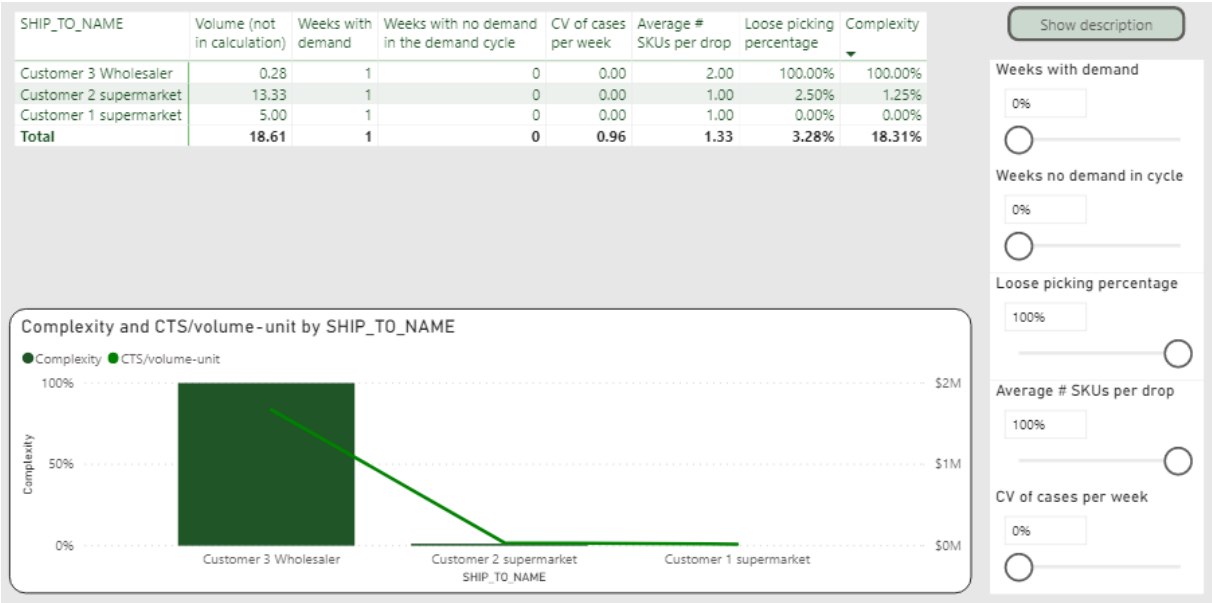 SHIP_TO_NAME Volume (not in calculation) Weeks with demand Weeks with no demand in the demand cycle CV of cases per week Average # SKUs per drop Loose picking percentage Complexity
Customer 3 Wholesaler 0.28 1 0 0.00 2.00 100.00% 100.00%
Customer 2 supermarket 13.33 1 0 0.00 1.00 2.50% 1.25%
Customer 1 supermarket 5.00 1 0 0.00 1.00 0.00% 0.00%
Total 18.61 1 0 0.96 1.33 3.28% 18.31%
Show description
Weeks with demand
0%
Weeks no demand in cycle
0%
Loose picking percentage
100%
Average # SKUs per drop
100%
CV of cases per week
0%
Complexity and CTS/volume-unit by SHIP_TO_NAME
Complexity CTS/volume-unit
100% $2M
50% $1M
0% $0M
Complexity
Customer 3 Wholesaler Customer 2 supermarket Customer 1 supermarket
SHIP_TO_NAME